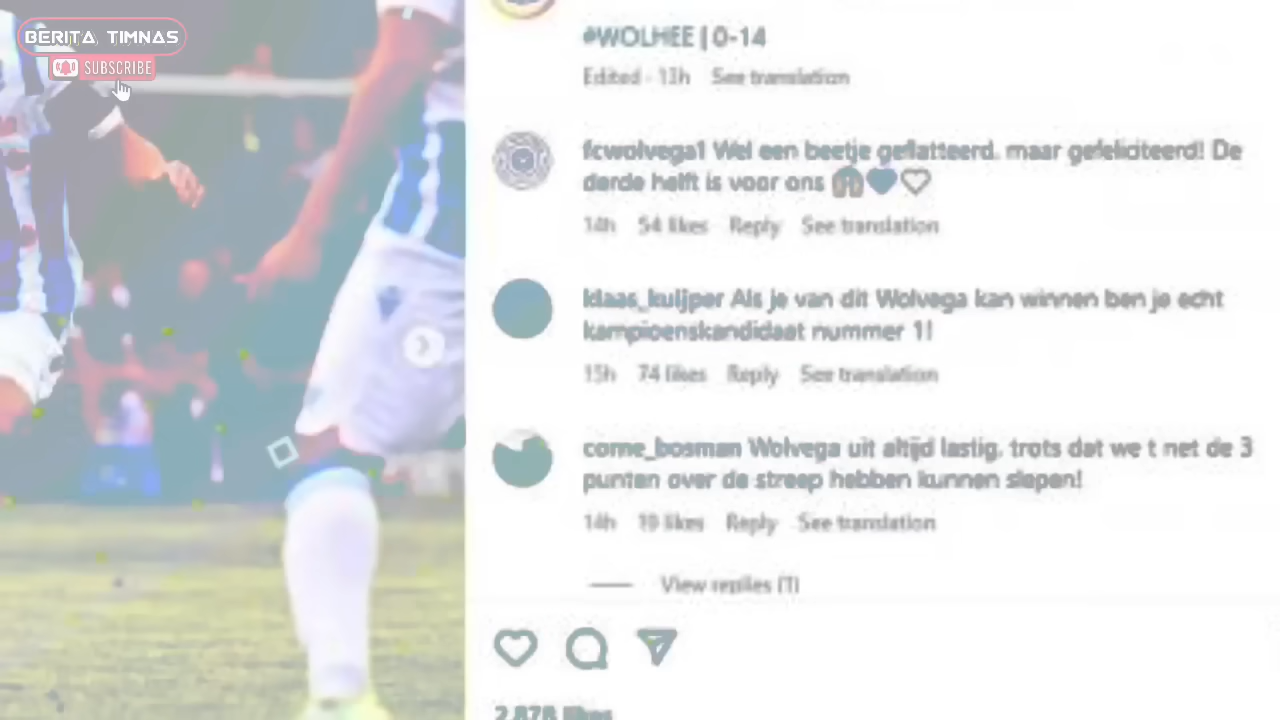 BERITA TIMNAS
SUBSCRIBE
#WOLHEE | 0-14
Edited · 13h See translation
fcwolvega1 Wel een beetje geflatteerd, maar gefeliciteerd! De
derde helft is voor ons
14h 54 likes Reply See translation
klaas_kuijper Als je van dit Wolvega kan winnen ben je echt
kampioenskandidaat nummer 1!
15h 74 likes Reply See translation
corne_bosman Wolvega uit altijd lastig, trots dat we t net de 3
punten over de streep hebben kunnen slepen!
14h 19 likes Reply See translation
View replies (1)
likes